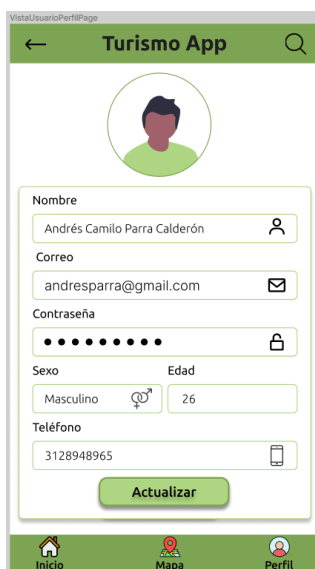 VistaUsuarioPerfilPage
Turismo App
Nombre
Andrés Camilo Parra Calderón
Correo
andresparra@gmail.com
Contraseña
Sexo Edad
Masculino 26
Teléfono
3128948965
Actualizar
Inicio Mapa Perfil